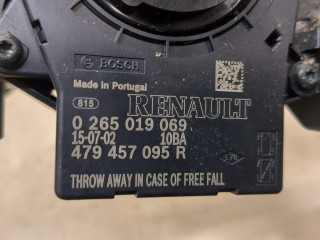 BOSCH
Made in Portugal
815
RENAULT
0 265 019 069
15-07-02 10BA
479 457 095 R
THROW AWAY IN CASE OF FREE FALL